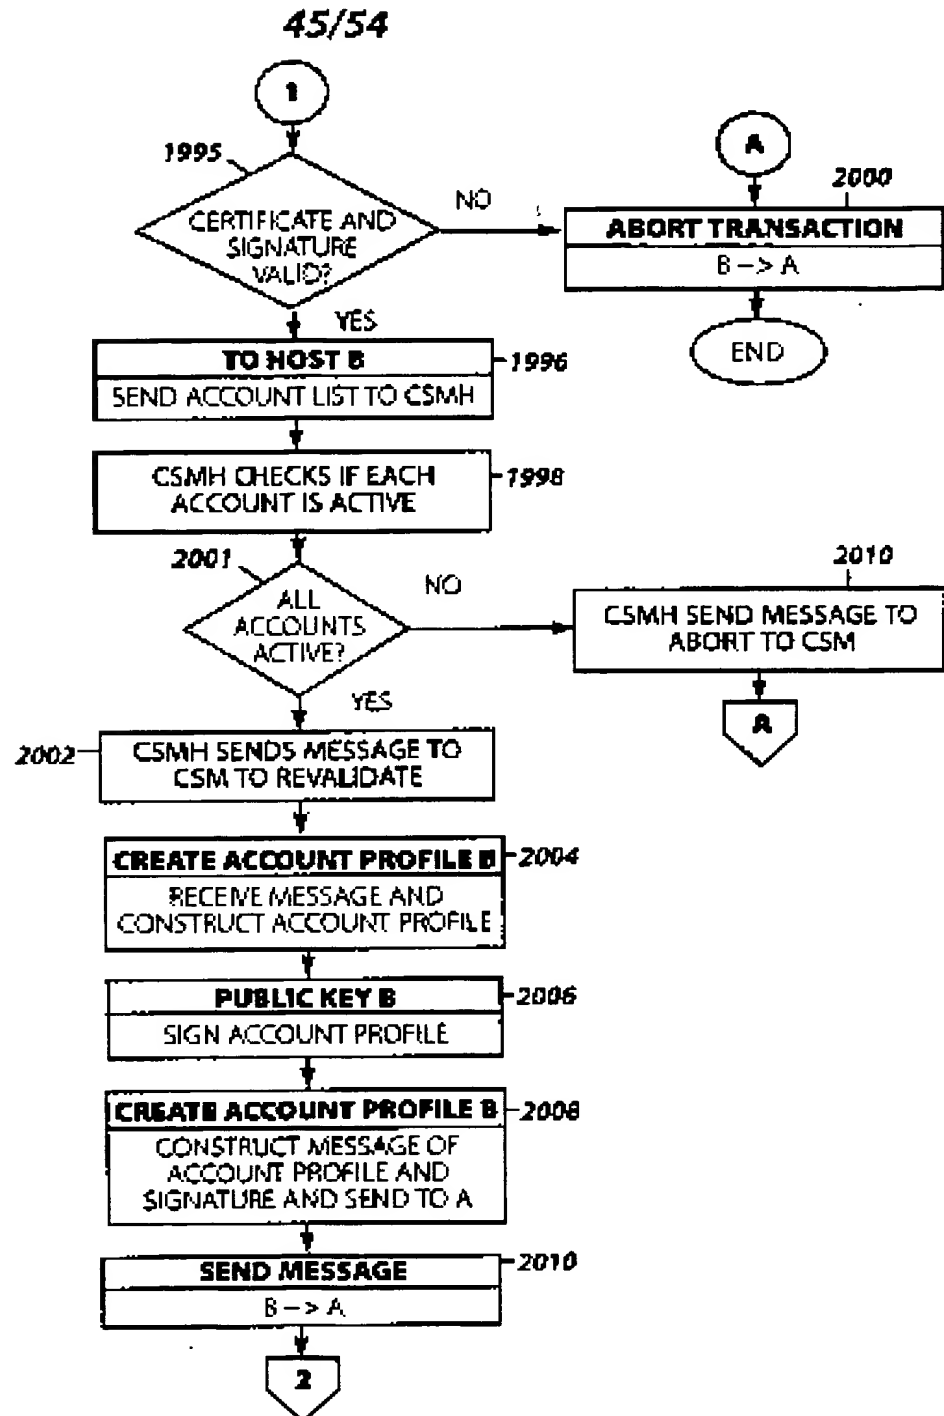 45/54
1
1995
CERTIFICATE AND
SIGNATURE
VALID?
NO
YES
A
2000
ABORT TRANSACTION
B -> A
END
TO HOST B
1996
SEND ACCOUNT LIST TO CSMH
CSMH CHECKS IF EACH
ACCOUNT IS ACTIVE
1998
2001
ALL
ACCOUNTS
ACTIVE?
NO
YES
2010
CSMH SEND MESSAGE TO
ABORT TO CSM
A
2002
CSMH SENDS MESSAGE TO
CSM TO REVALIDATE
CREATE ACCOUNT PROFILE B
2004
RECEIVE MESSAGE AND
CONSTRUCT ACCOUNT PROFILE
PUBLIC KEY B
2006
SIGN ACCOUNT PROFILE
CREATE ACCOUNT PROFILE B
2008
CONSTRUCT MESSAGE OF
ACCOUNT PROFILE AND
SIGNATURE AND SEND TO A
SEND MESSAGE
2010
B -> A
2